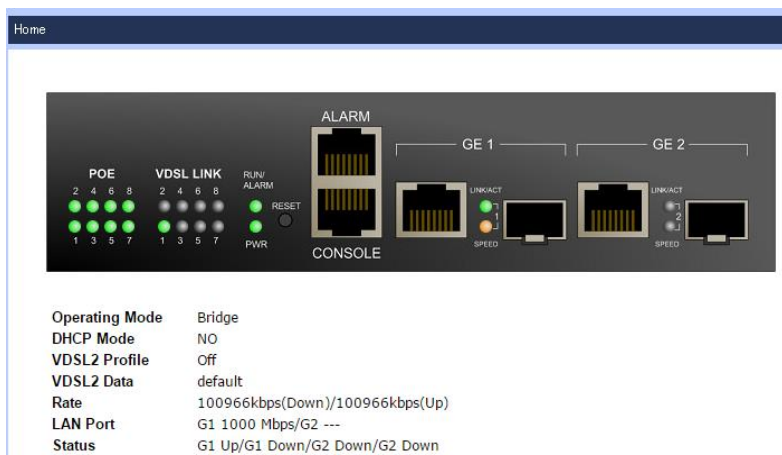 Home
ALARM
GE 1
GE 2
POE
VDSL LINK
RUN/
ALARM
2 4 6 8
2 4 6 8
LINK/ACT
LINK/ACT
RESET
1
2
1 3 5 7
1 3 5 7
PWR
SPEED
SPEED
CONSOLE
Operating Mode Bridge
DHCP Mode NO
VDSL2 Profile Off
VDSL2 Data default
Rate 100966kbps(Down)/100966kbps(Up)
LAN Port G1 1000 Mbps/G2 ---
Status G1 Up/G1 Down/G2 Down/G2 Down